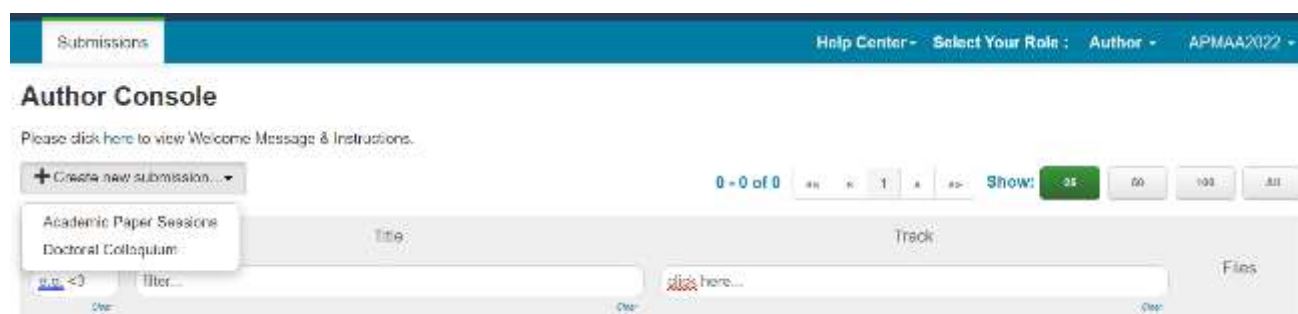 Submissions Help Center Select Your Role : Author APMAA2022
Author Console
Please click here to view Welcome Message & Instructions.
+ Create new submission...
0 - 0 of 0 1 Show: 25 50 100 All
Academic Paper Sessions
Doctoral Colloquium
Title Track Files
e.g. <3 filter... click here...
Clear Clear Clear